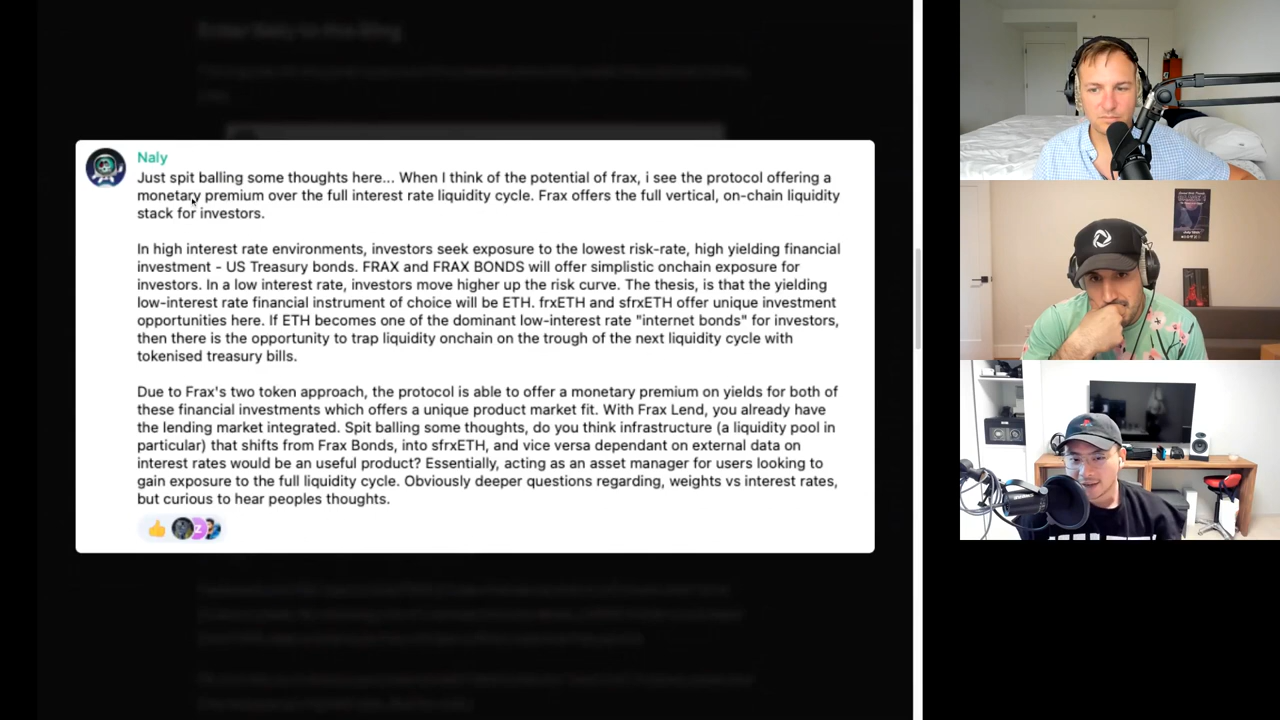 Naly
Just spit balling some thoughts here... When I think of the potential of frax, i see the protocol offering a
monetary premium over the full interest rate liquidity cycle. Frax offers the full vertical, on-chain liquidity
stack for investors.
In high interest rate environments, investors seek exposure to the lowest risk-rate, high yielding financial
investment - US Treasury bonds. FRAX and FRAX BONDS will offer simplistic onchain exposure for
investors. In a low interest rate, investors move higher up the risk curve. The thesis, is that the yielding
low-interest rate financial instrument of choice will be ETH. frxETH and sfrxETH offer unique investment
opportunities here. If ETH becomes one of the dominant low-interest rate "internet bonds" for investors,
then there is the opportunity to trap liquidity onchain on the trough of the next liquidity cycle with
tokenised treasury bills.
Due to Frax's two token approach, the protocol is able to offer a monetary premium on yields for both of
these financial investments which offers a unique product market fit. With Frax Lend, you already have
the lending market integrated. Spit balling some thoughts, do you think infrastructure (a liquidity pool in
particular) that shifts from Frax Bonds, into sfrxETH, and vice versa dependant on external data on
interest rates would be an useful product? Essentially, acting as an asset manager for users looking to
gain exposure to the full liquidity cycle. Obviously deeper questions regarding, weights vs interest rates,
but curious to hear peoples thoughts.